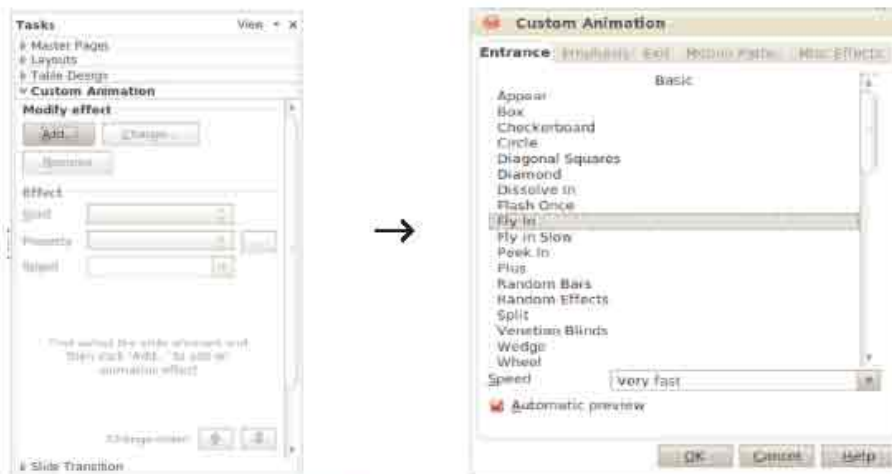 Tasks View × 
Master Pages
Layouts
Table Design
Custom Animation
Modify effect
Add... Change...
Remove
Effect
Start
Property
Speed
First select the slide element and
then click 'Add...' to add an
animation effect.
Change order:
Slide Transition
→
Custom Animation
Entrance Emphasis Exit Motion Paths Misc Effects
Basic
Appear
Box
Checkerboard
Circle
Diagonal Squares
Diamond
Dissolve In
Flash Once
Fly In
Fly in Slow
Peek In
Plus
Random Bars
Random Effects
Split
Venetian Blinds
Wedge
Wheel
Speed Very fast
Automatic preview
OK Cancel Help